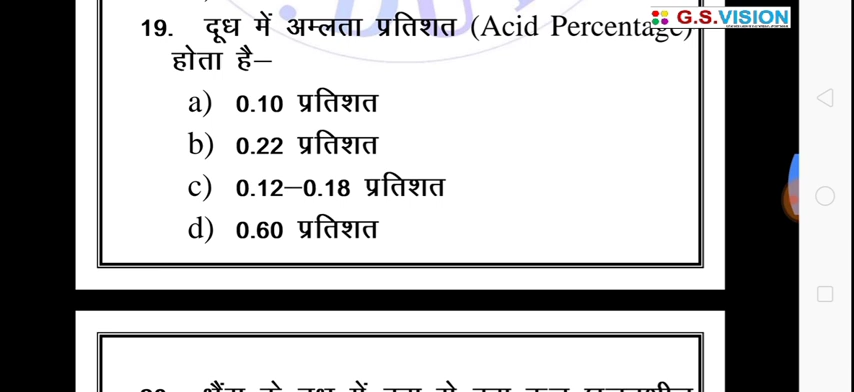 G.S.VISION
19. दूध में अम्लता प्रतिशत (Acid Percentage)
होता है–
a) 0.10 प्रतिशत
b) 0.22 प्रतिशत
c) 0.12–0.18 प्रतिशत
d) 0.60 प्रतिशत